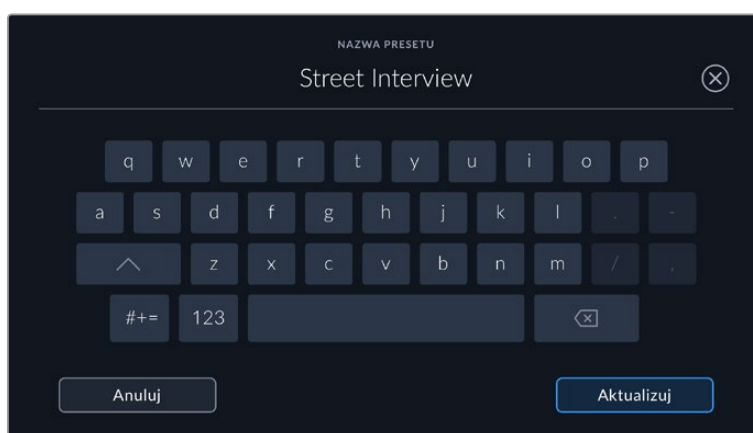 NAZWA PRESETU
Street Interview
q w e r t y u i o p
a s d f g h j k l . -
z x c v b n m / ,
#+= 123
Anuluj Aktualizuj